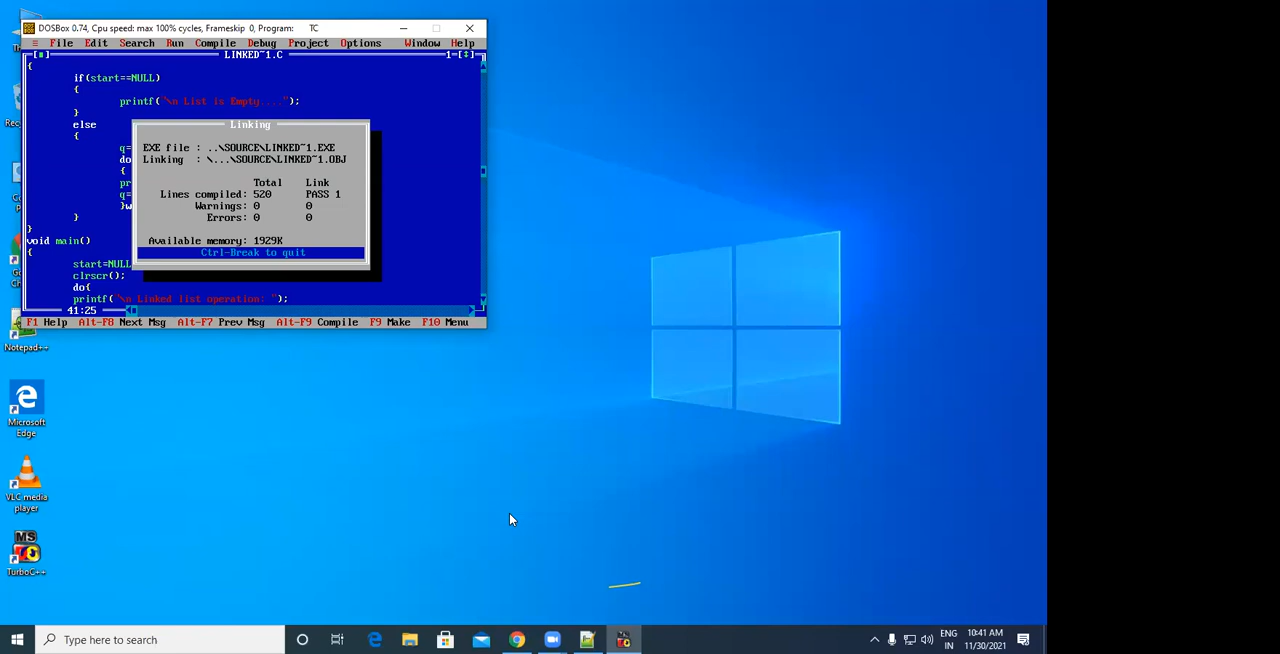 DOSBox 0.74, Cpu speed: max 100% cycles, Frameskip 0, Program: TC
≡ File Edit Search Run Compile Debug Project Options Window Help
LINKED~1.C
1=[↕]
{
if(start==NULL)
{
printf("\n List is Empty....");
}
else
{
q=
do
{
pr
q=
}w
}
}
void main()
{
start=NULL
clrscr();
do{
printf("\n Linked list operation: ");
41:25
Linking
EXE file : ..\SOURCE\LINKED~1.EXE
Linking : \...\SOURCE\LINKED~1.OBJ
Total Link
Lines compiled: 520 PASS 1
Warnings: 0 0
Errors: 0 0
Available memory: 1929K
Ctrl-Break to quit
F1 Help Alt-F8 Next Msg Alt-F7 Prev Msg Alt-F9 Compile F9 Make F10 Menu
Notepad++
Microsoft
Edge
VLC media
player
MS
TurboC++
Type here to search
ENG
IN
10:41 AM
11/30/2021